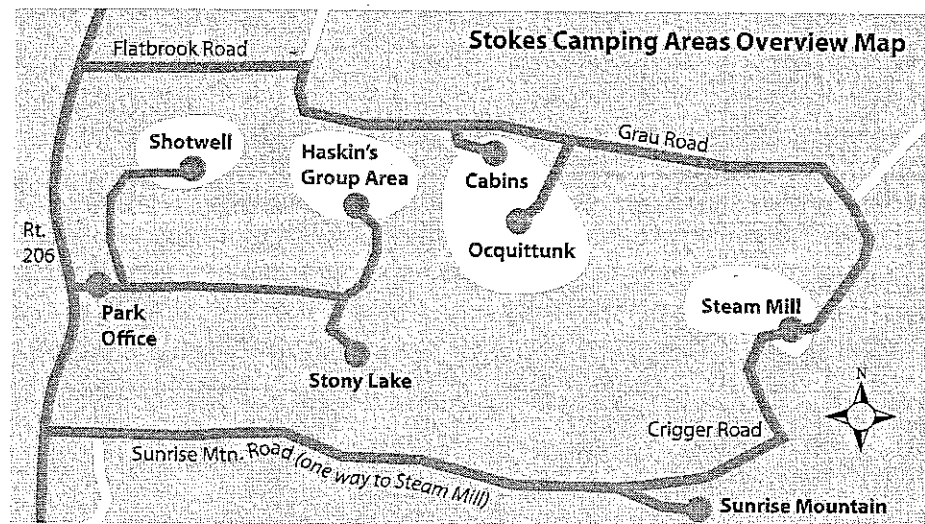 Flatbrook Road
Stokes Camping Areas Overview Map
Shotwell
Haskin's
Group Area
Grau Road
Cabins
Ocquittunk
Rt.
206
Park
Office
Steam Mill
Stony Lake
N
Crigger Road
Sunrise Mtn. Road (one way to Steam Mill)
Sunrise Mountain